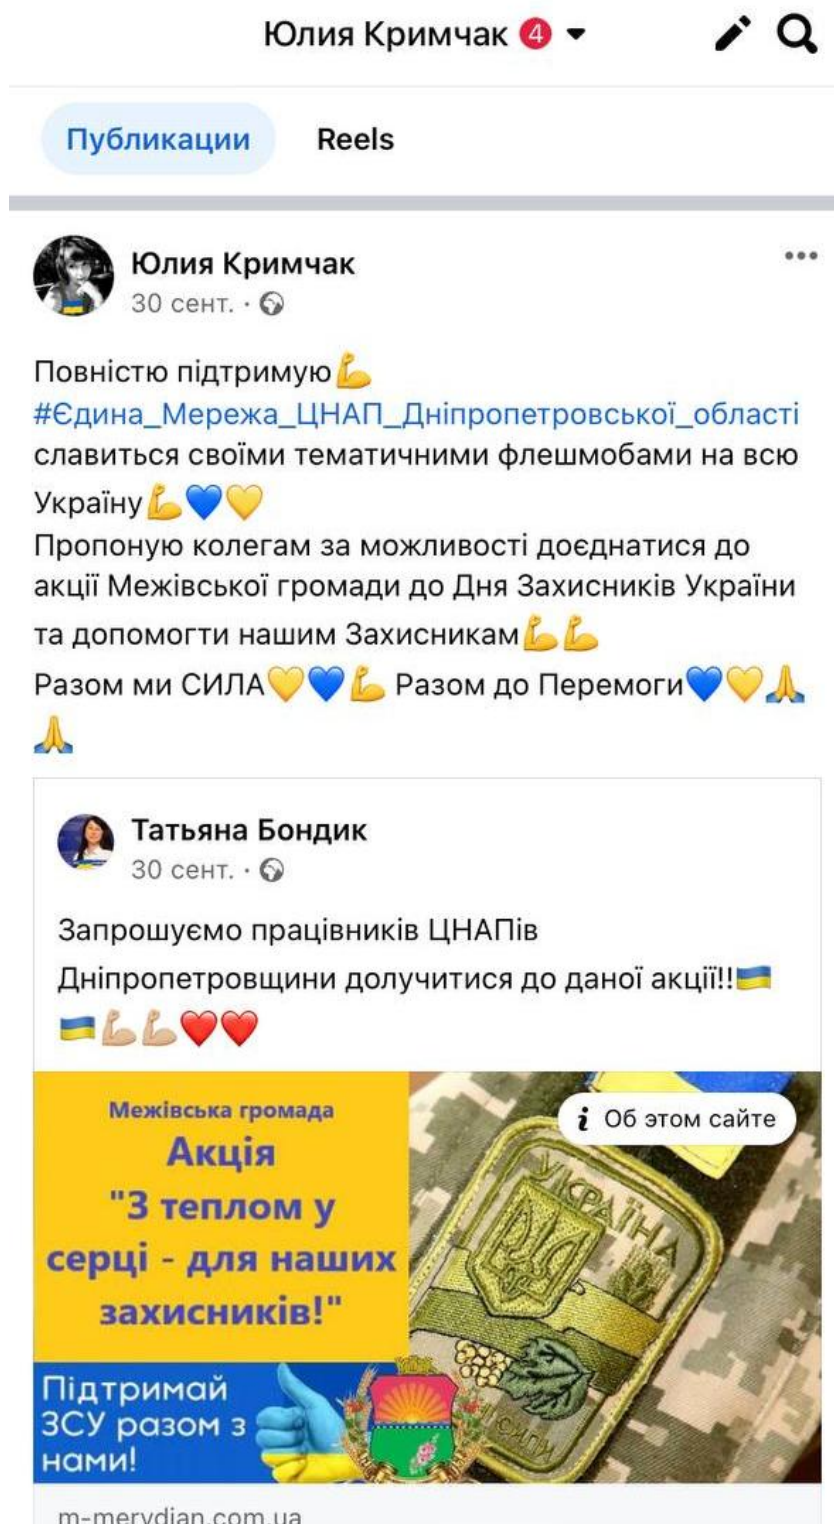 Юлия Кримчак 4
Публикации Reels
Юлия Кримчак
30 сент.
Повністю підтримую💪
#Єдина_Мережа_ЦНАП_Дніпропетровської_області
славиться своїми тематичними флешмобами на всю
Україну💪💙💛
Пропоную колегам за можливості доєднатися до
акції Межівської громади до Дня Захисників України
та допомогти нашим Захисникам💪💪
Разом ми СИЛА💛💙💪 Разом до Перемоги💙💛🙏
🙏
Татьяна Бондик
30 сент.
Запрошуємо працівників ЦНАПів
Дніпропетровщини долучитися до даної акції!!🇺🇦
🇺🇦💪🏼💪🏼❤️❤️
Межівська громада
Акція
"З теплом у
серці - для наших
захисників!"
Підтримай
ЗСУ разом з
нами!
Об этом сайте
УКРАЇНА
m-merydian.com.ua